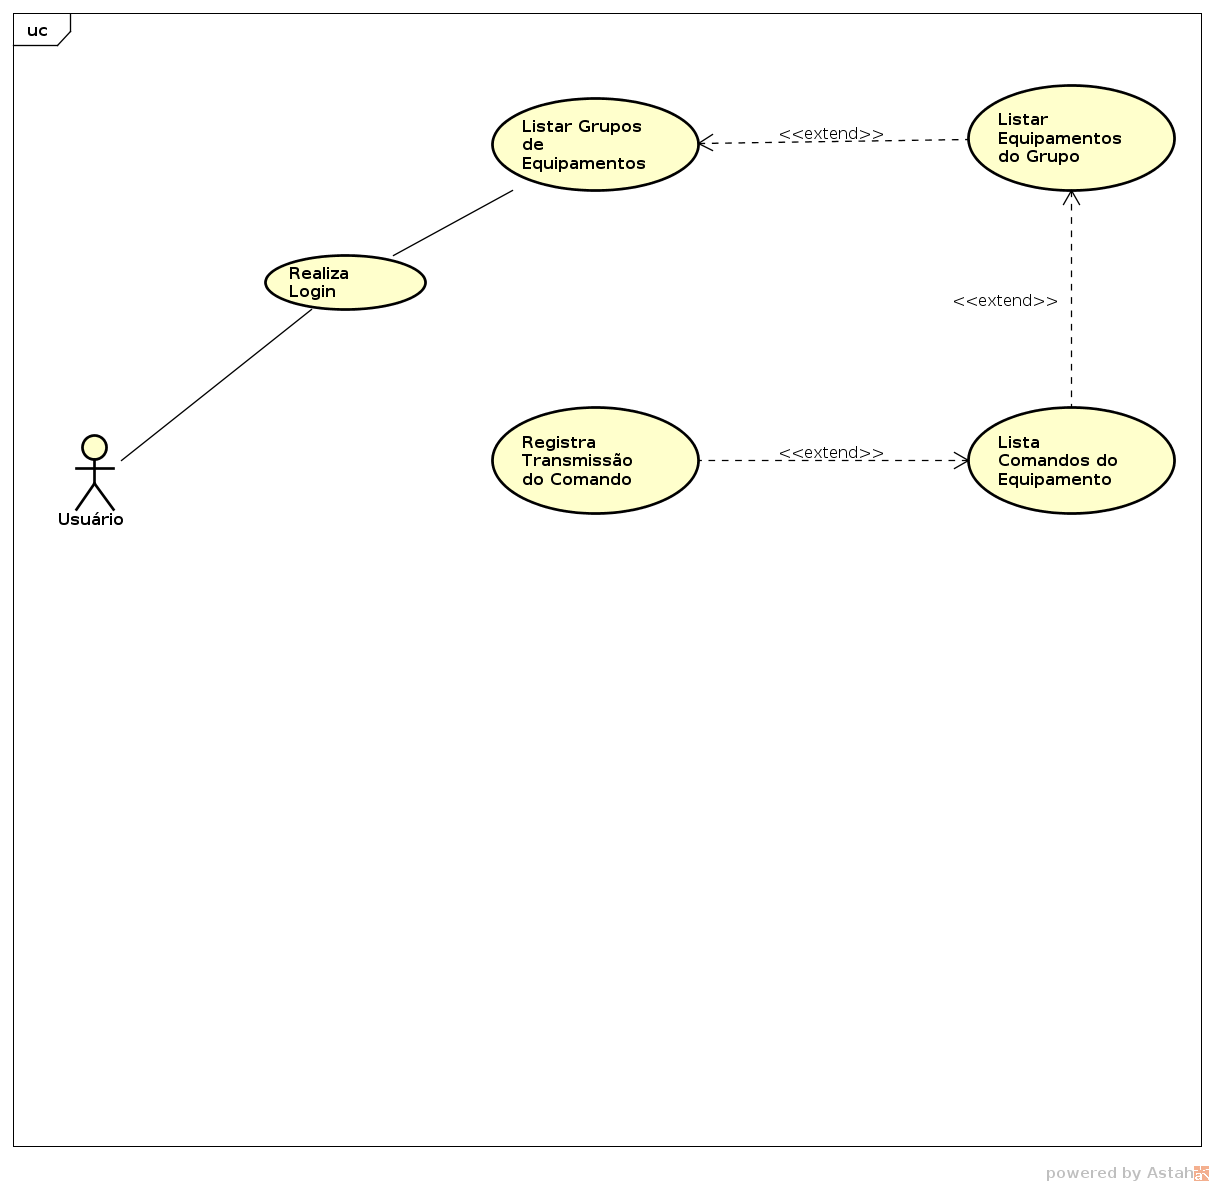 uc
Listar Grupos
de
Equipamentos
<<extend>>
Listar
Equipamentos
do Grupo
Realiza
Login
<<extend>>
Usuário
Registra
Transmissão
do Comando
<<extend>>
Lista
Comandos do
Equipamento
powered by Astah